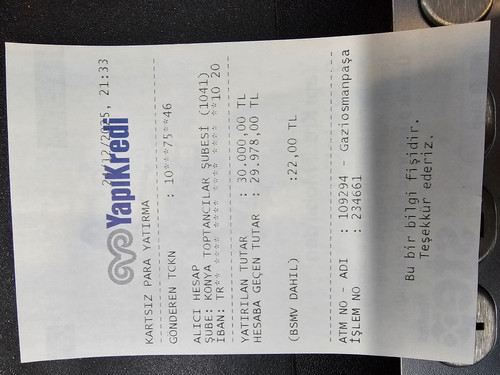 YapıKredi
/12/2025, 21:33
KARTSIZ PARA YATIRMA
GÖNDEREN TCKN : 10***75**46
ALICI HESAP
ŞUBE: KONYA TOPTANCILAR ŞUBESİ (1041)
IBAN: TR** **** **** **** **** **10 20
YATIRILAN TUTAR : 30.000,00 TL
HESABA GEÇEN TUTAR : 29.978,00 TL
(BSMV DAHİL) :22,00 TL
ATM NO - ADI : 109294 - Gaziosmanpaşa
İŞLEM NO : 234661
Bu bir bilgi fişidir.
Teşekkür ederiz.